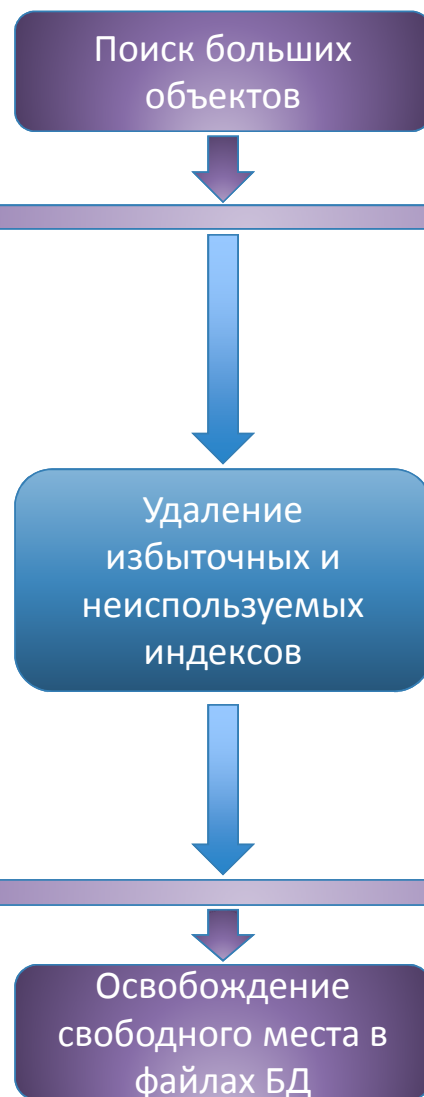 Поиск больших
объектов
Удаление
избыточных и
неиспользуемых
индексов
Освобождение
свободного места в
файлах БД